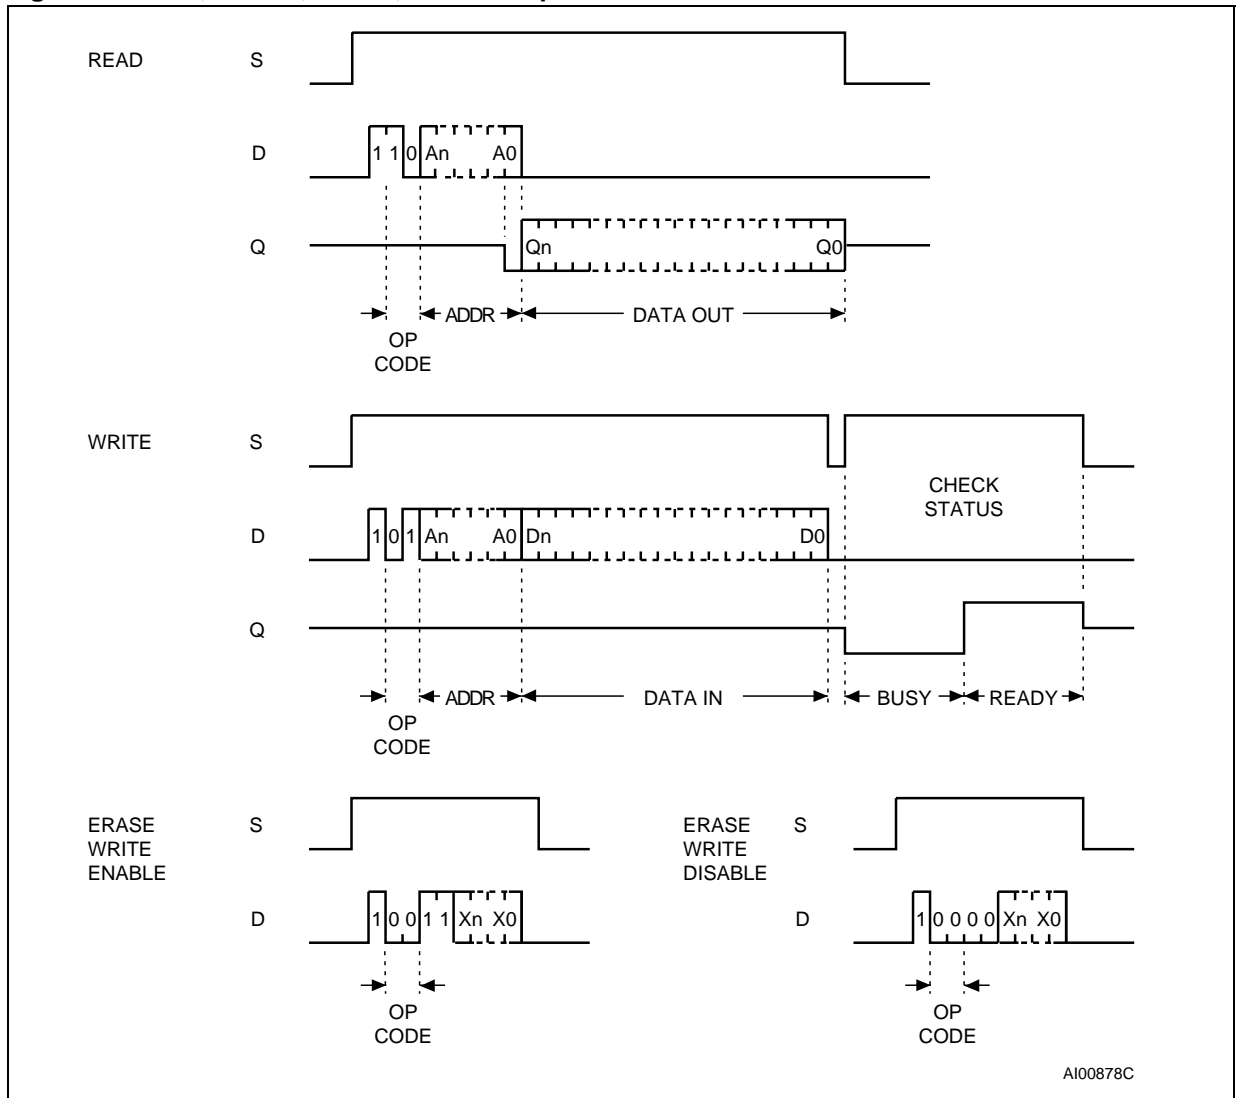 READ S
D 1 1 0 An A0
Q Qn Q0
ADDR DATA OUT
OP
CODE
WRITE S
CHECK
STATUS
D 1 0 1 An A0 Dn D0
Q
ADDR DATA IN BUSY READY
OP
CODE
ERASE
WRITE
ENABLE
S
D 1 0 0 1 1 Xn X0
OP
CODE
ERASE
WRITE
DISABLE
S
D 1 0 0 0 0 Xn X0
OP
CODE
AI00878C